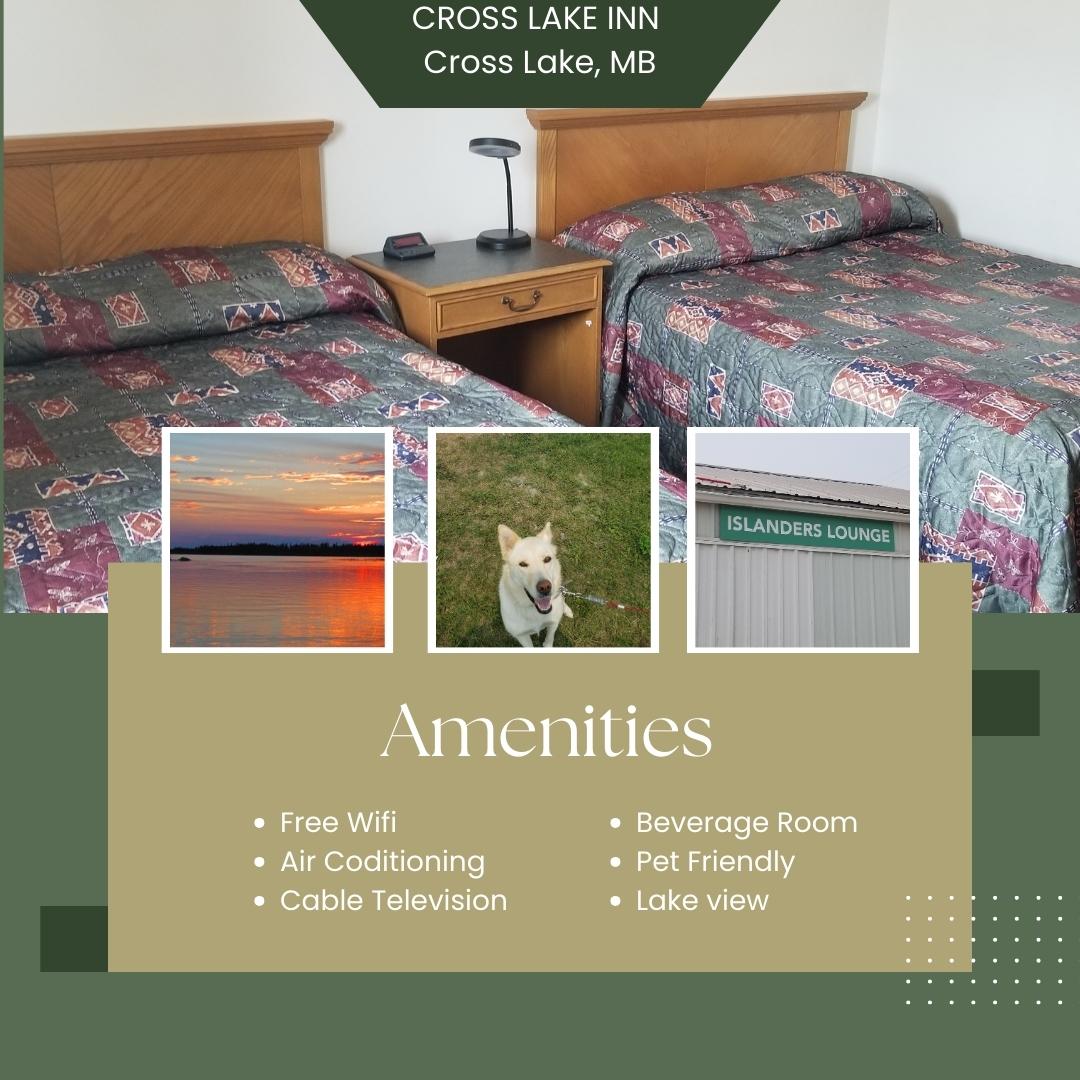 CROSS LAKE INN
Cross Lake, MB
ISLANDERS LOUNGE
Amenities
Free Wifi
Air Coditioning
Cable Television
Beverage Room
Pet Friendly
Lake view